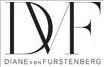 DVF
DIANE VON FURSTENBERG